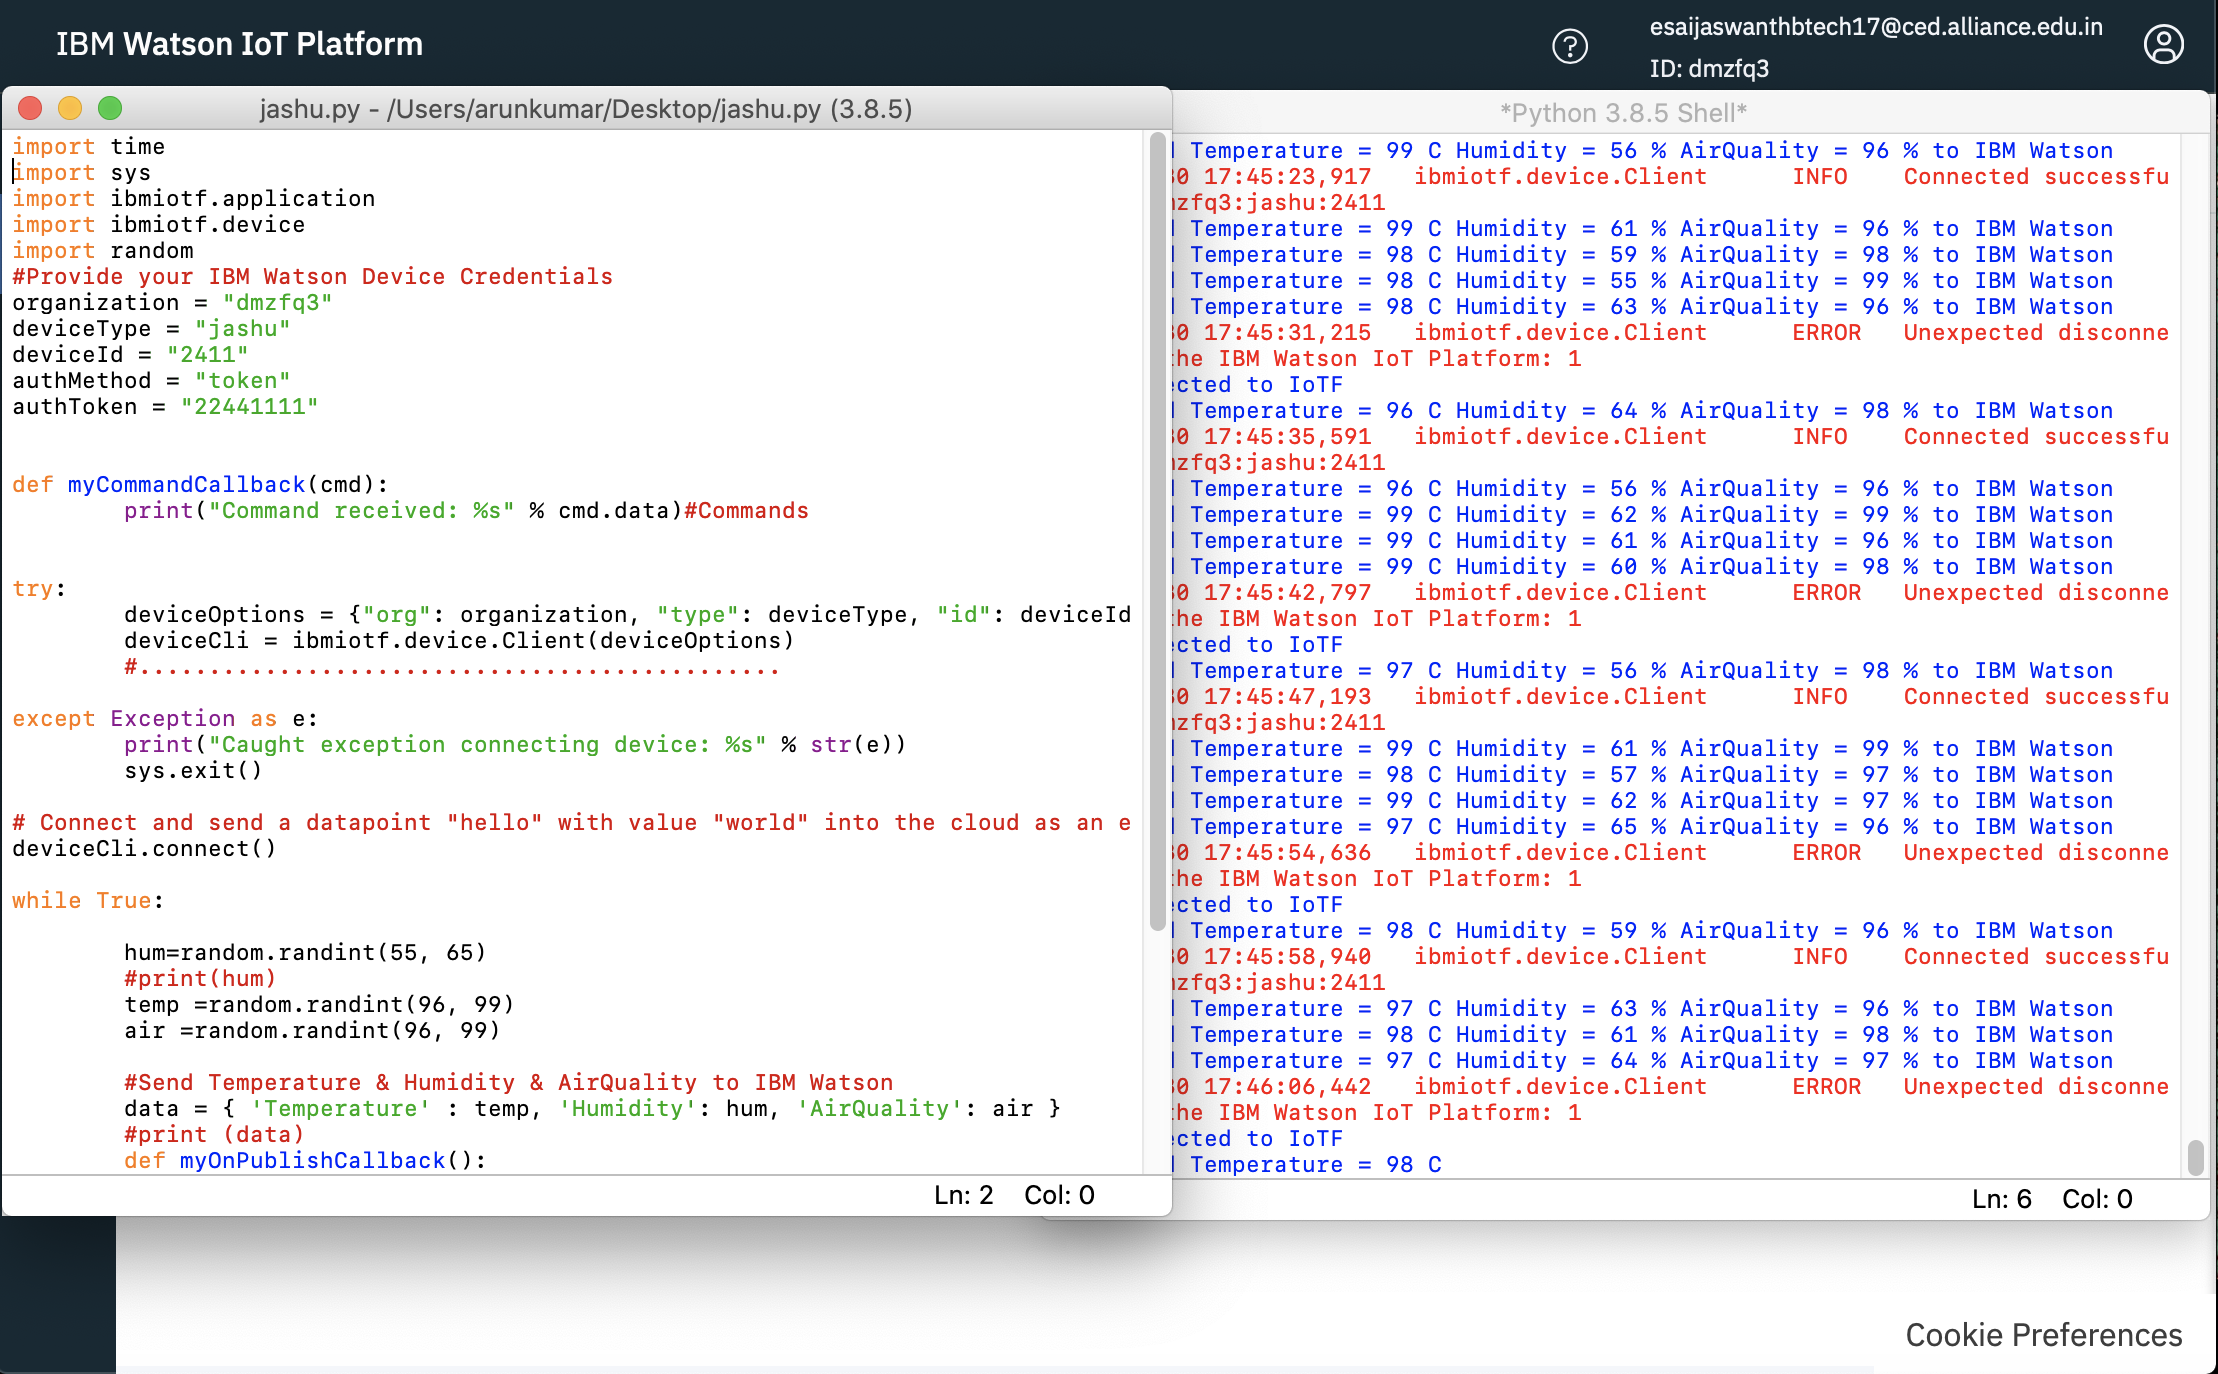 IBM Watson IoT Platform
esaijaswanthbtech17@ced.alliance.edu.in
ID: dmzfq3
jashu.py - /Users/arunkumar/Desktop/jashu.py (3.8.5)
import time
import sys
import ibmiotf.application
import ibmiotf.device
import random
#Provide your IBM Watson Device Credentials
organization = "dmzfq3"
deviceType = "jashu"
deviceId = "2411"
authMethod = "token"
authToken = "22441111"
def myCommandCallback(cmd):
print("Command received: %s" % cmd.data)#Commands
try:
deviceOptions = {"org": organization, "type": deviceType, "id": deviceId
deviceCli = ibmiotf.device.Client(deviceOptions)
#..............................................
except Exception as e:
print("Caught exception connecting device: %s" % str(e))
sys.exit()
# Connect and send a datapoint "hello" with value "world" into the cloud as an e
deviceCli.connect()
while True:
hum=random.randint(55, 65)
#print(hum)
temp =random.randint(96, 99)
air =random.randint(96, 99)
#Send Temperature & Humidity & AirQuality to IBM Watson
data = { 'Temperature' : temp, 'Humidity': hum, 'AirQuality': air }
#print (data)
def myOnPublishCallback():
Ln: 2 Col: 0
*Python 3.8.5 Shell*
Temperature = 99 C Humidity = 56 % AirQuality = 96 % to IBM Watson
30 17:45:23,917 ibmiotf.device.Client INFO Connected successfu
mzfq3:jashu:2411
Temperature = 99 C Humidity = 61 % AirQuality = 96 % to IBM Watson
Temperature = 98 C Humidity = 59 % AirQuality = 98 % to IBM Watson
Temperature = 98 C Humidity = 55 % AirQuality = 99 % to IBM Watson
Temperature = 98 C Humidity = 63 % AirQuality = 96 % to IBM Watson
30 17:45:31,215 ibmiotf.device.Client ERROR Unexpected disconne
the IBM Watson IoT Platform: 1
ected to IoTF
Temperature = 96 C Humidity = 64 % AirQuality = 98 % to IBM Watson
30 17:45:35,591 ibmiotf.device.Client INFO Connected successfu
mzfq3:jashu:2411
Temperature = 96 C Humidity = 56 % AirQuality = 96 % to IBM Watson
Temperature = 99 C Humidity = 62 % AirQuality = 99 % to IBM Watson
Temperature = 99 C Humidity = 61 % AirQuality = 96 % to IBM Watson
Temperature = 99 C Humidity = 60 % AirQuality = 98 % to IBM Watson
30 17:45:42,797 ibmiotf.device.Client ERROR Unexpected disconne
the IBM Watson IoT Platform: 1
ected to IoTF
Temperature = 97 C Humidity = 56 % AirQuality = 98 % to IBM Watson
30 17:45:47,193 ibmiotf.device.Client INFO Connected successfu
mzfq3:jashu:2411
Temperature = 99 C Humidity = 61 % AirQuality = 99 % to IBM Watson
Temperature = 98 C Humidity = 57 % AirQuality = 97 % to IBM Watson
Temperature = 99 C Humidity = 62 % AirQuality = 97 % to IBM Watson
Temperature = 97 C Humidity = 65 % AirQuality = 96 % to IBM Watson
30 17:45:54,636 ibmiotf.device.Client ERROR Unexpected disconne
the IBM Watson IoT Platform: 1
ected to IoTF
Temperature = 98 C Humidity = 59 % AirQuality = 96 % to IBM Watson
30 17:45:58,940 ibmiotf.device.Client INFO Connected successfu
mzfq3:jashu:2411
Temperature = 97 C Humidity = 63 % AirQuality = 96 % to IBM Watson
Temperature = 98 C Humidity = 61 % AirQuality = 98 % to IBM Watson
Temperature = 97 C Humidity = 64 % AirQuality = 97 % to IBM Watson
30 17:46:06,442 ibmiotf.device.Client ERROR Unexpected disconne
the IBM Watson IoT Platform: 1
ected to IoTF
Temperature = 98 C
Ln: 6 Col: 0
Cookie Preferences